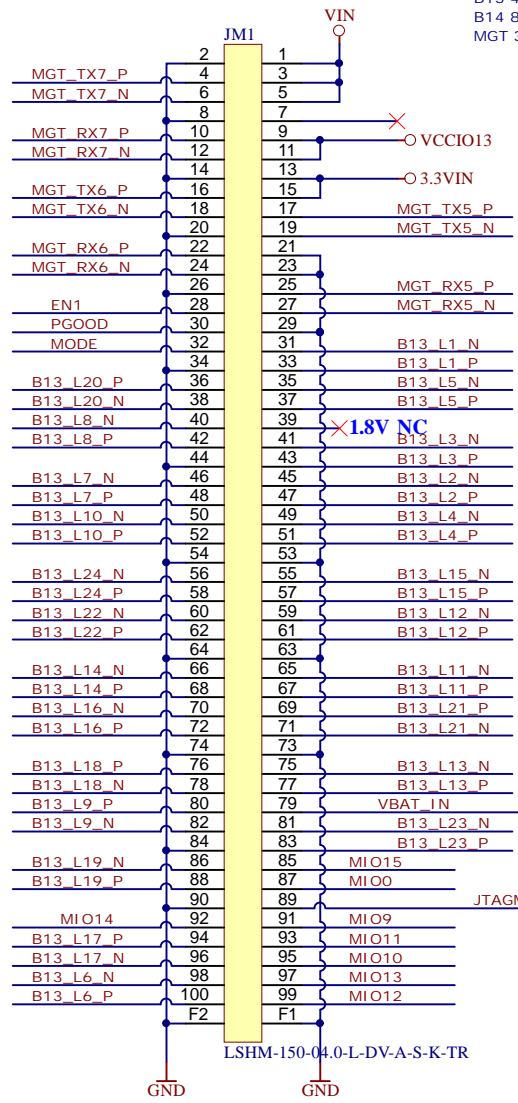 B13 4
B14 8
MGT 3
VIN
JM1
2 1
MGT_TX7_P 4 3
MGT_TX7_N 6 5
8 7
MGT_RX7_P 10 9 VCCIO13
MGT_RX7_N 12 11
14 13 3.3VIN
MGT_TX6_P 16 15
MGT_TX6_N 18 17 MGT_TX5_P
20 19 MGT_TX5_N
MGT_RX6_P 22 21
MGT_RX6_N 24 23
26 25 MGT_RX5_P
EN1 28 27 MGT_RX5_N
PGOOD 30 29
MODE 32 31 B13_L1_N
34 33 B13_L1_P
B13_L20_P 36 35 B13_L5_N
B13_L20_N 38 37 B13_L5_P
B13_L8_N 40 39 1.8V NC
B13_L8_P 42 41 B13_L3_N
44 43 B13_L3_P
B13_L7_N 46 45 B13_L2_N
B13_L7_P 48 47 B13_L2_P
B13_L10_N 50 49 B13_L4_N
B13_L10_P 52 51 B13_L4_P
54 53
B13_L24_N 56 55 B13_L15_N
B13_L24_P 58 57 B13_L15_P
B13_L22_N 60 59 B13_L12_N
B13_L22_P 62 61 B13_L12_P
64 63
B13_L14_N 66 65 B13_L11_N
B13_L14_P 68 67 B13_L11_P
B13_L16_N 70 69 B13_L21_P
B13_L16_P 72 71 B13_L21_N
74 73
B13_L18_P 76 75 B13_L13_N
B13_L18_N 78 77 B13_L13_P
B13_L9_P 80 79 VBAT_IN
B13_L9_N 82 81 B13_L23_N
84 83 B13_L23_P
B13_L19_N 86 85 MIO15
B13_L19_P 88 87 MIO0
90 89 JTAGM
MIO14 92 91 MIO9
B13_L17_P 94 93 MIO11
B13_L17_N 96 95 MIO10
B13_L6_N 98 97 MIO13
B13_L6_P 100 99 MIO12
F2 F1
LSHM-150-04.0-L-DV-A-S-K-TR
GND GND